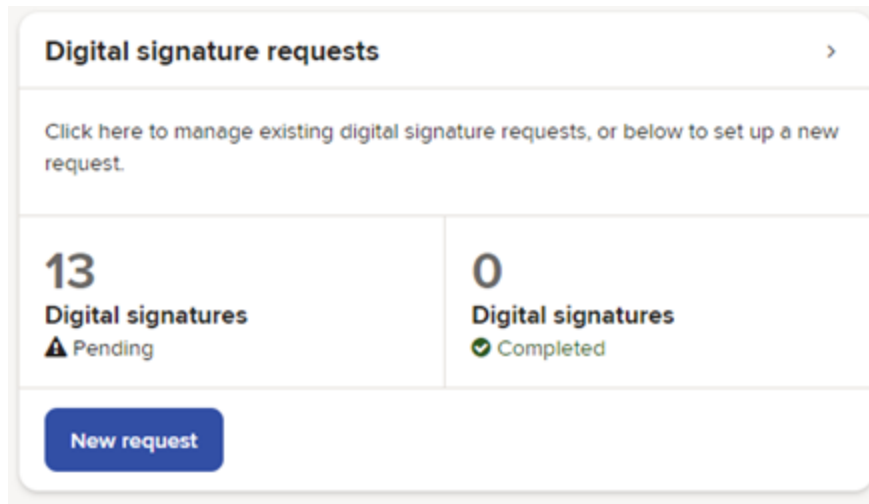 Digital signature requests
Click here to manage existing digital signature requests, or below to set up a new
request.
13
Digital signatures
Pending
0
Digital signatures
Completed
New request